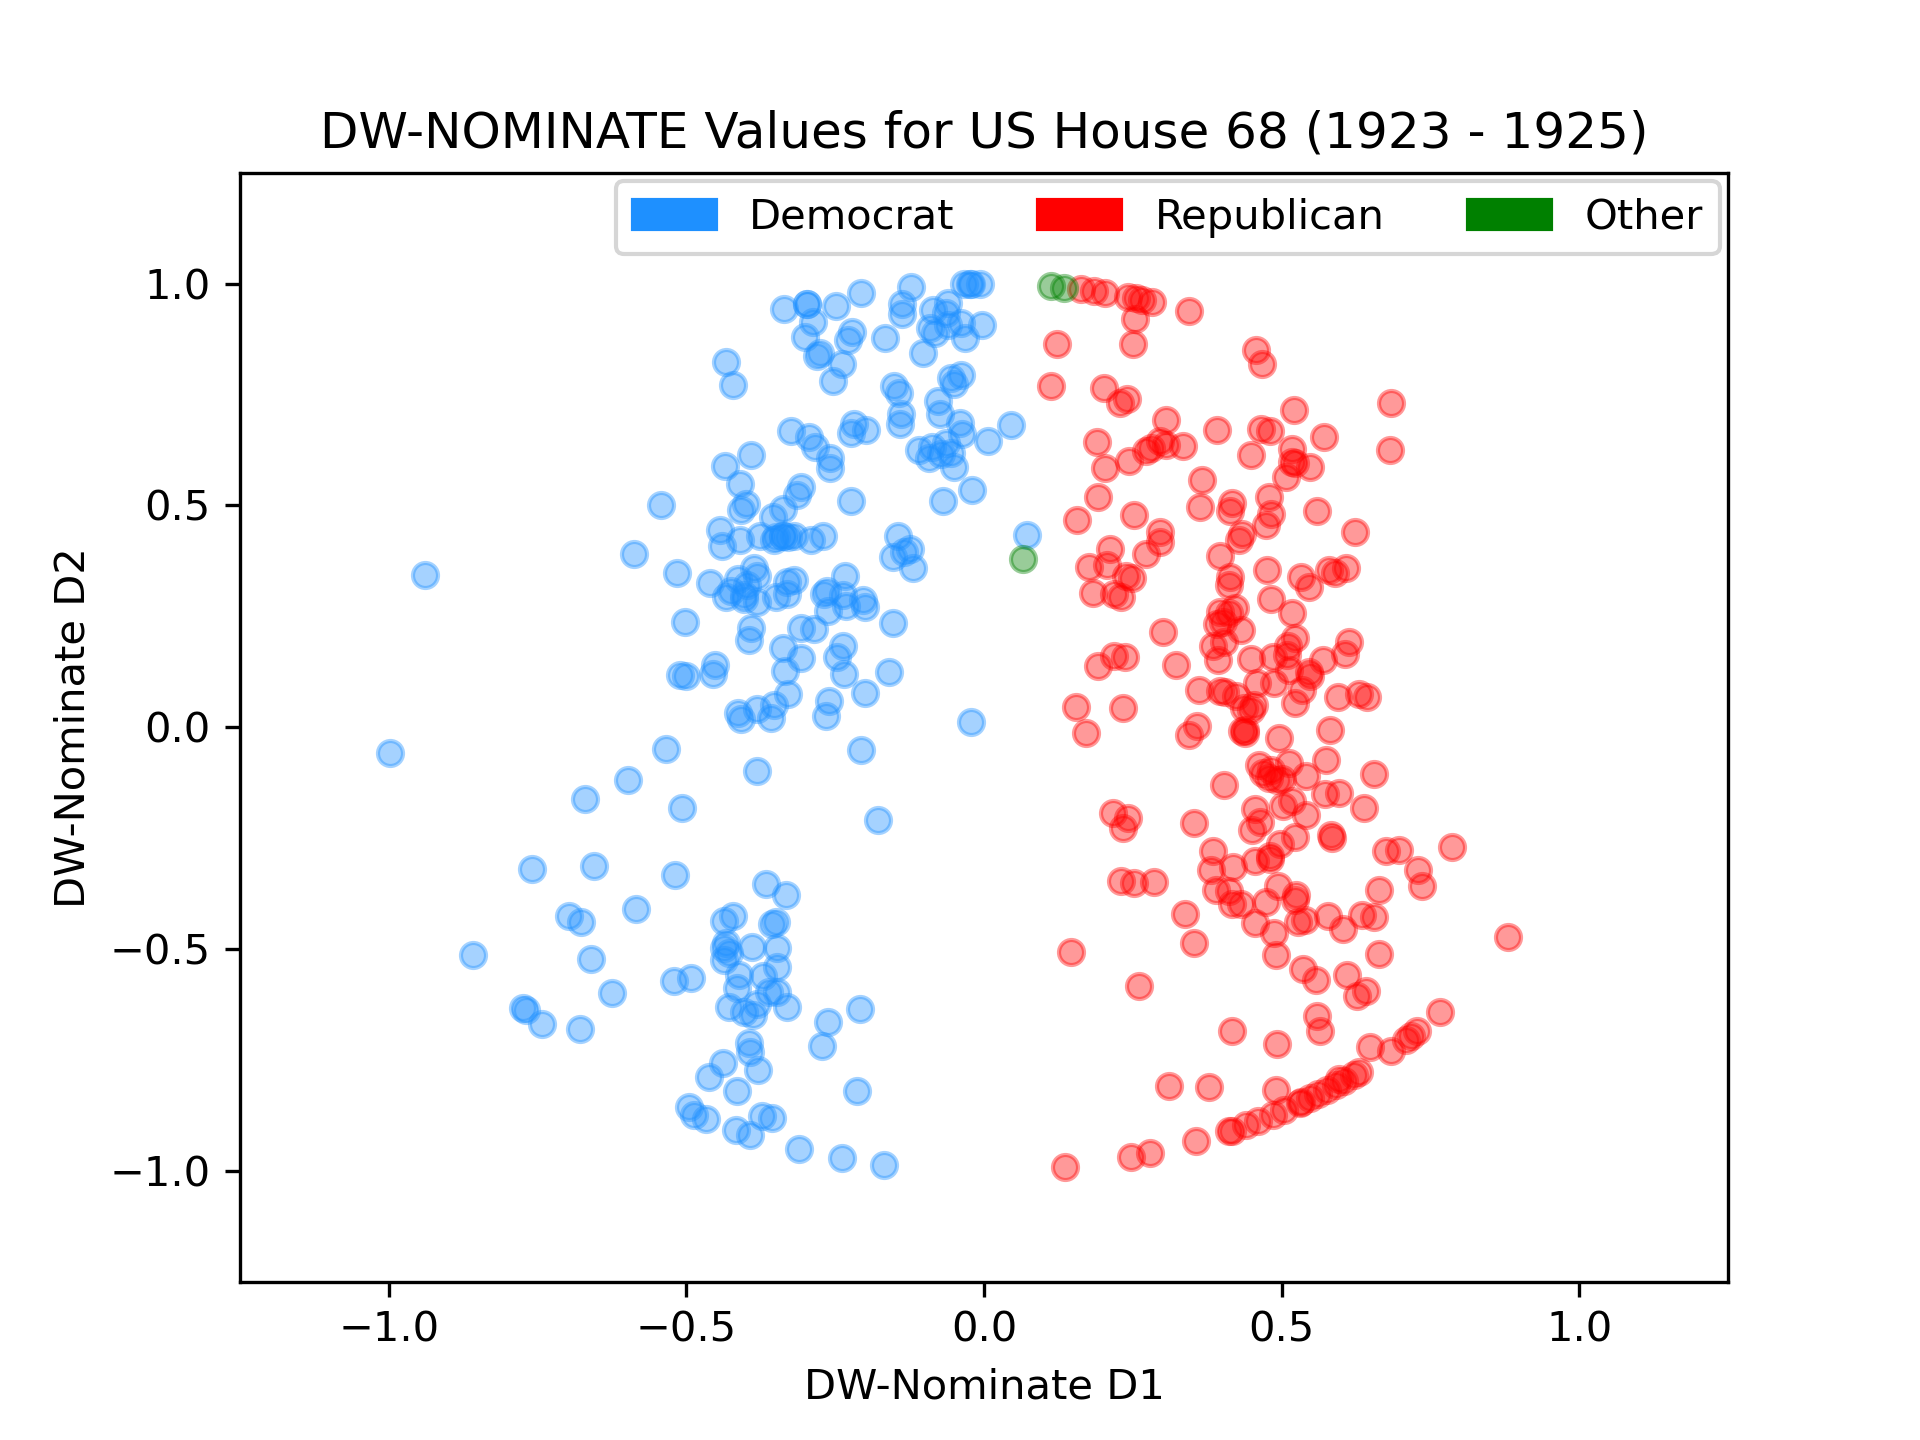 DW-NOMINATE Values for US House 68 (1923 - 1925)
Democrat Republican Other
1.0
0.5
0.0
−0.5
−1.0
DW-Nominate D2
−1.0 −0.5 0.0 0.5 1.0
DW-Nominate D1